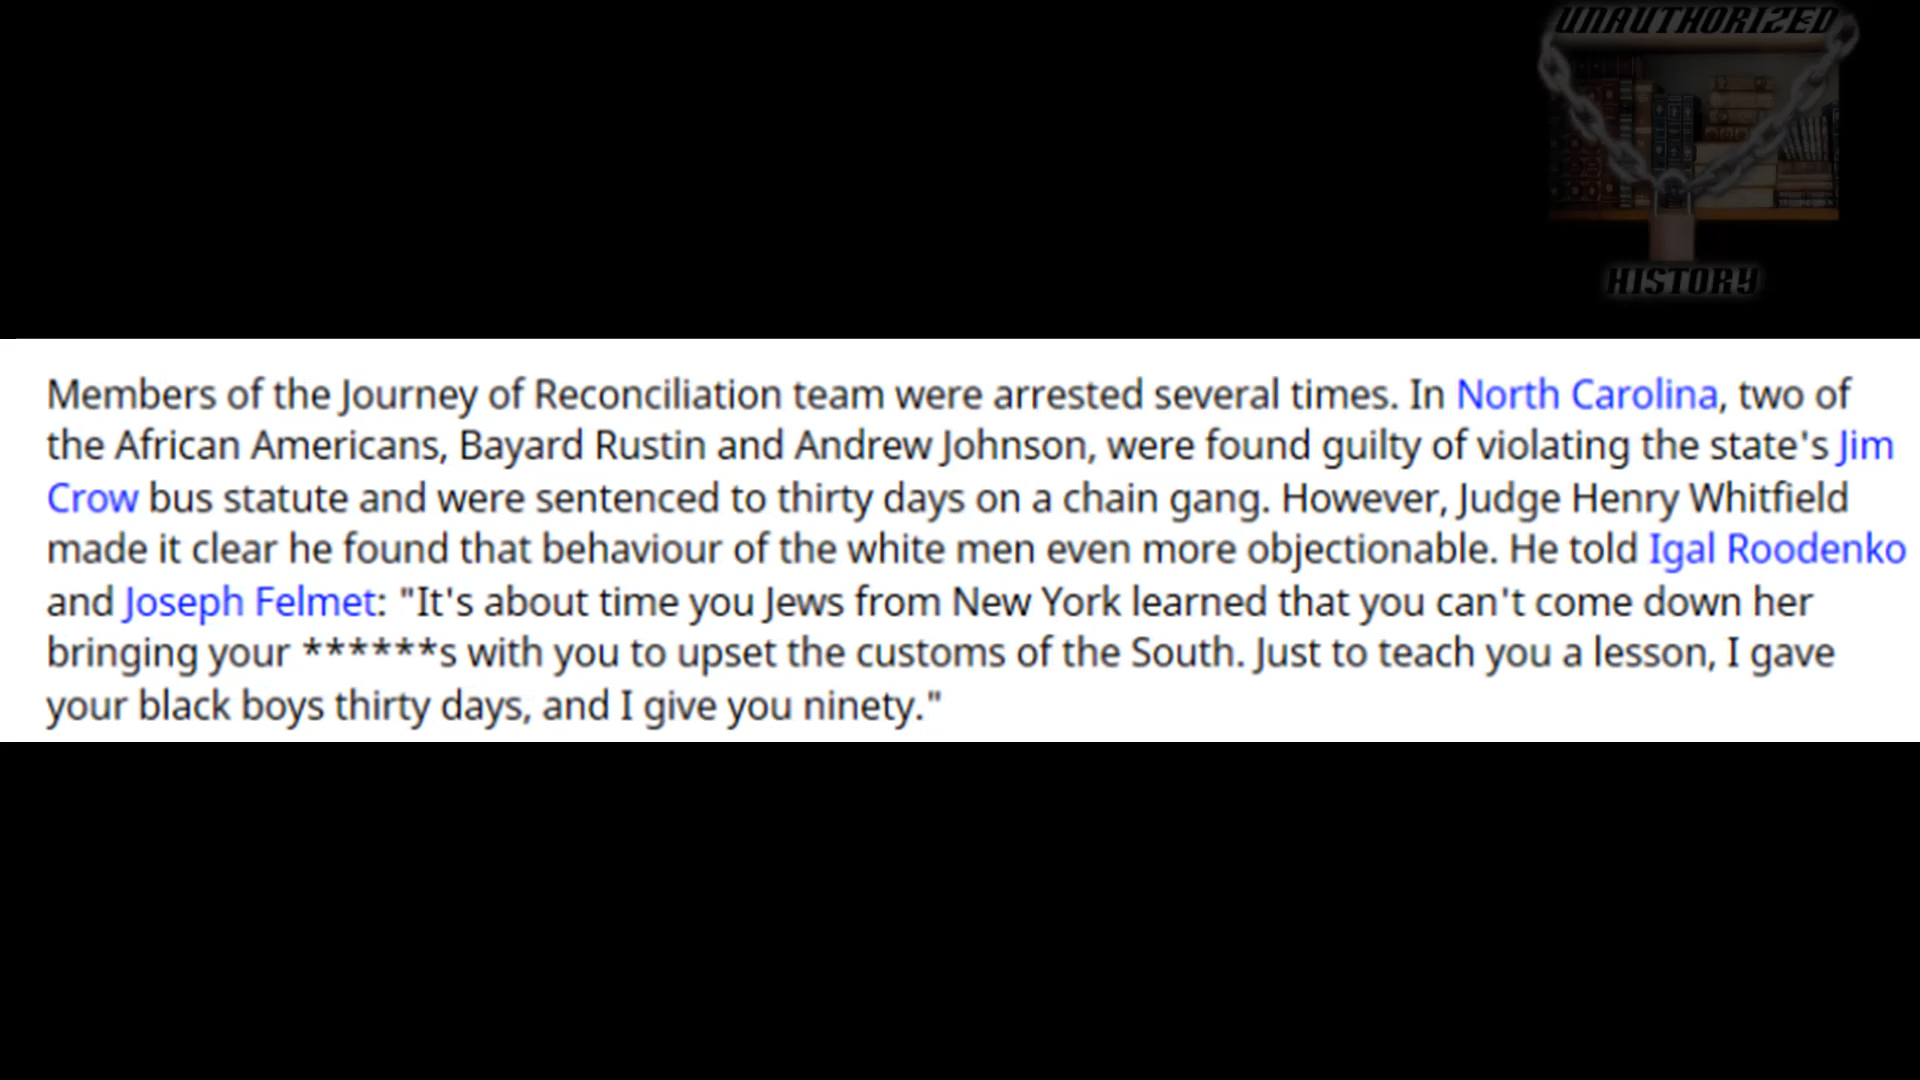 UNAUTHORIZED
HISTORY
Members of the Journey of Reconciliation team were arrested several times. In North Carolina, two of
the African Americans, Bayard Rustin and Andrew Johnson, were found guilty of violating the state's Jim
Crow bus statute and were sentenced to thirty days on a chain gang. However, Judge Henry Whitfield
made it clear he found that behaviour of the white men even more objectionable. He told Igal Roodenko
and Joseph Felmet: "It's about time you Jews from New York learned that you can't come down her
bringing your ******s with you to upset the customs of the South. Just to teach you a lesson, I gave
your black boys thirty days, and I give you ninety."